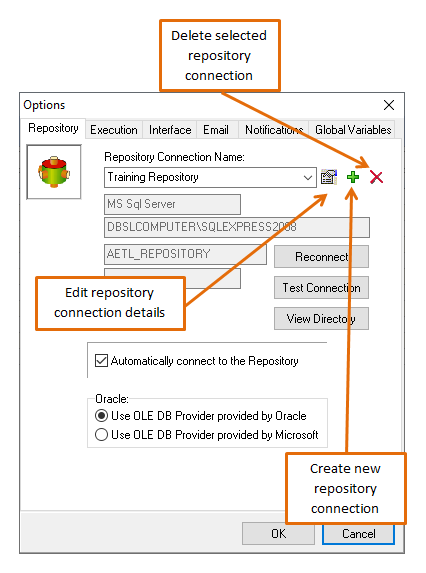 Delete selected
repository
connection
Options
Repository
Execution
Interface
Email
Notifications
Global Variables
Repository Connection Name:
Training Repository
MS Sql Server
DBSLCOMPUTER\SQLEXPRESS2008
AETL_REPOSITORY
Reconnect
Edit repository
connection details
Test Connection
View Directory
Automatically connect to the Repository
Oracle:
Use OLE DB Provider provided by Oracle
Use OLE DB Provider provided by Microsoft
Create new
repository
connection
OK
Cancel